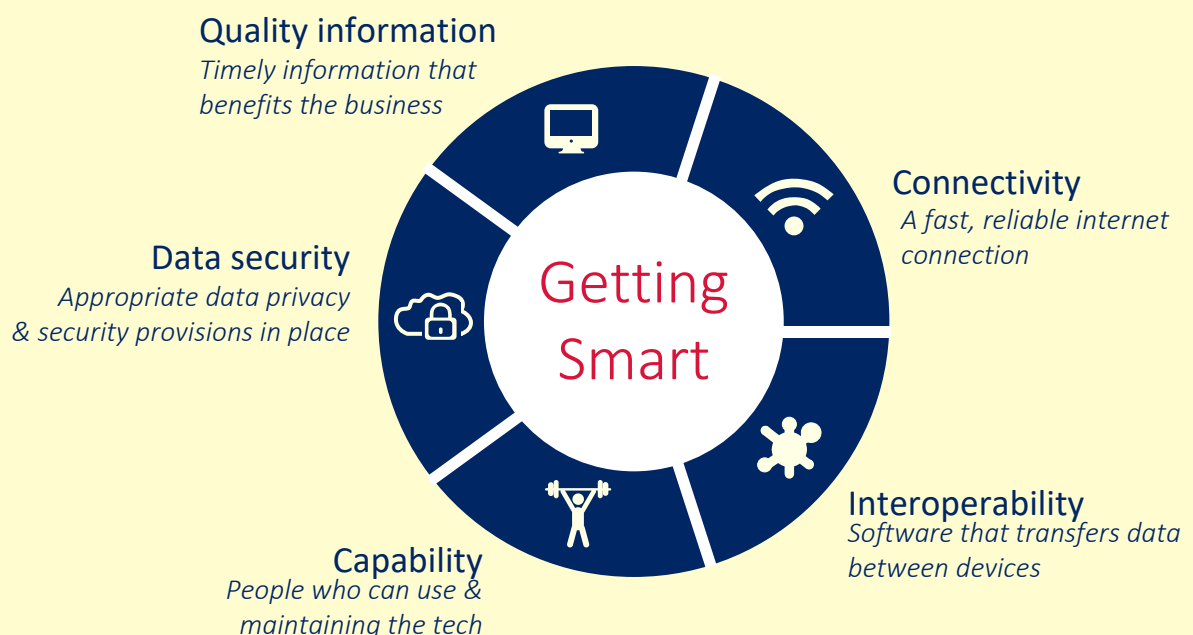 Quality information
Timely information that
benefits the business
Connectivity
A fast, reliable internet
connection
Data security
Appropriate data privacy
& security provisions in place
Getting
Smart
Interoperability
Software that transfers data
between devices
Capability
People who can use &
maintaining the tech